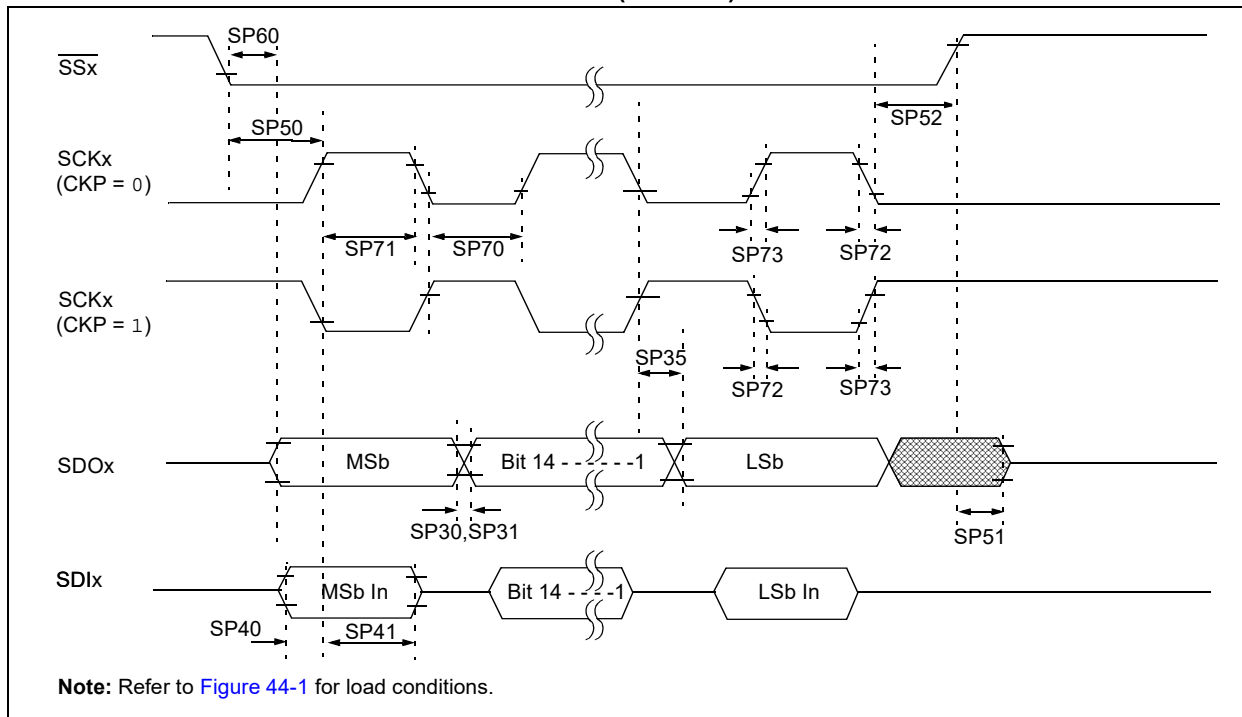 SP60
SSx
SP50
SP52
SCKx
(CKP = 0)
SP71
SP70
SP73
SP72
SCKx
(CKP = 1)
SP35
SP72
SP73
SDOx
MSb
Bit 14 - - - - - -1
LSb
SP30,SP31
SP51
SDIx
MSb In
Bit 14 - - - -1
LSb In
SP40
SP41
Note: Refer to Figure 44-1 for load conditions.